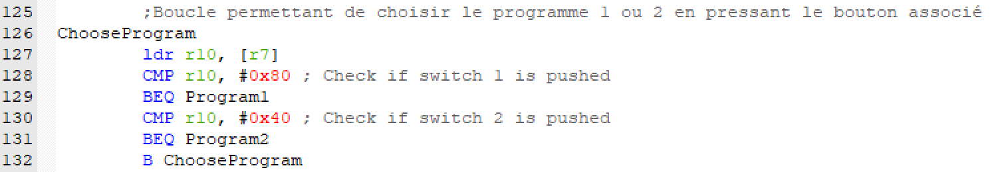 125 ;Boucle permettant de choisir le programme 1 ou 2 en pressant le bouton associé
126 ChooseProgram
127 ldr r10, [r7]
128 CMP r10, #0x80 ; Check if switch 1 is pushed
129 BEQ Program1
130 CMP r10, #0x40 ; Check if switch 2 is pushed
131 BEQ Program2
132 B ChooseProgram